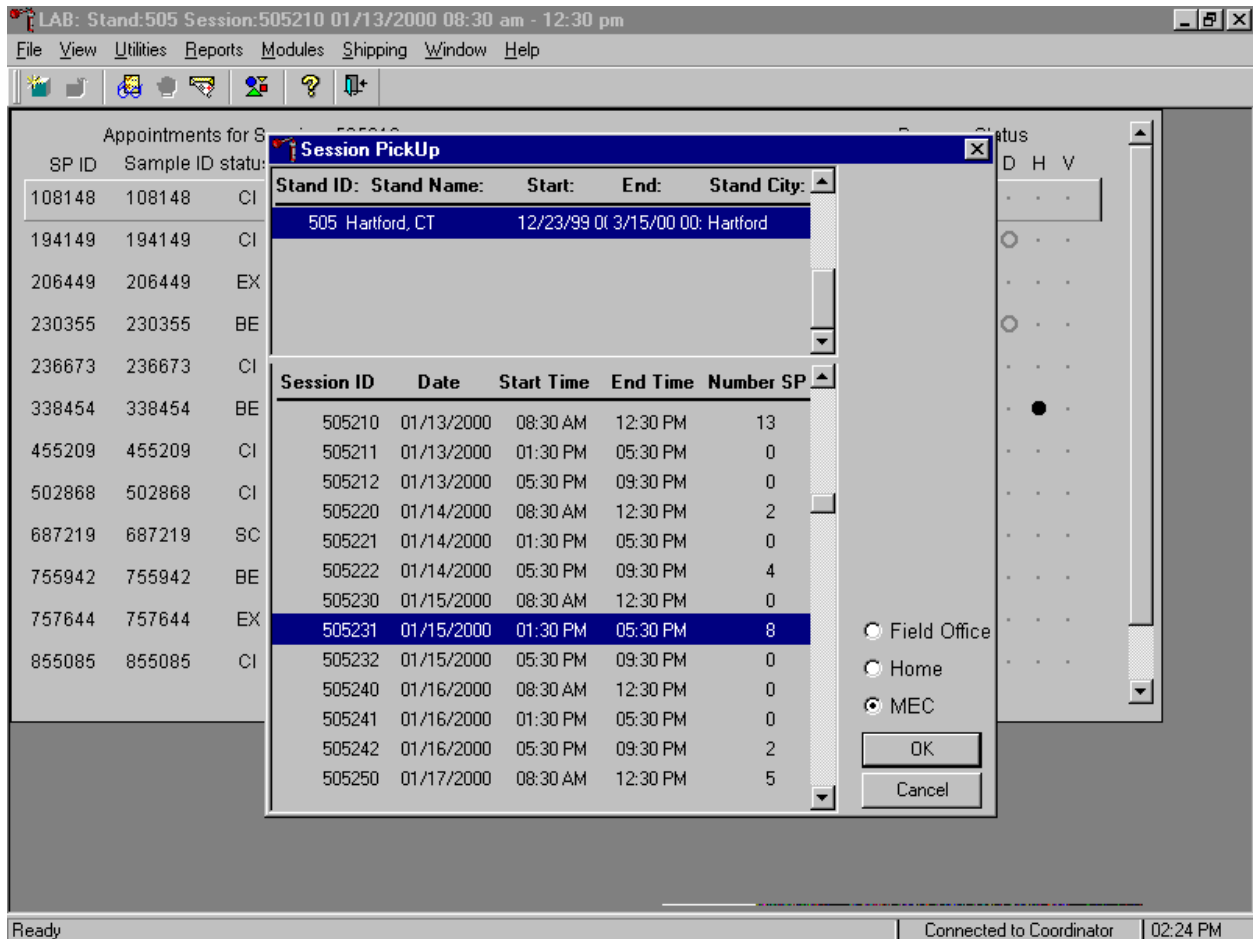 LAB: Stand:505 Session:505210 01/13/2000 08:30 am - 12:30 pm
File View Utilities Reports Modules Shipping Window Help
Appointments for S
Status
SP ID Sample ID status
D H V
108148 108148 CI
194149 194149 CI
206449 206449 EX
230355 230355 BE
236673 236673 CI
338454 338454 BE
455209 455209 CI
502868 502868 CI
687219 687219 SC
755942 755942 BE
757644 757644 EX
855085 855085 CI
Session PickUp
Stand ID: Stand Name: Start: End: Stand City:
505 Hartford, CT 12/23/99 0( 3/15/00 00: Hartford
Session ID Date Start Time End Time Number SP
505210 01/13/2000 08:30 AM 12:30 PM 13
505211 01/13/2000 01:30 PM 05:30 PM 0
505212 01/13/2000 05:30 PM 09:30 PM 0
505220 01/14/2000 08:30 AM 12:30 PM 2
505221 01/14/2000 01:30 PM 05:30 PM 0
505222 01/14/2000 05:30 PM 09:30 PM 4
505230 01/15/2000 08:30 AM 12:30 PM 0
505231 01/15/2000 01:30 PM 05:30 PM 8
505232 01/15/2000 05:30 PM 09:30 PM 0
505240 01/16/2000 08:30 AM 12:30 PM 0
505241 01/16/2000 01:30 PM 05:30 PM 0
505242 01/16/2000 05:30 PM 09:30 PM 2
505250 01/17/2000 08:30 AM 12:30 PM 5
Field Office
Home
MEC
OK
Cancel
Ready
Connected to Coordinator
02:24 PM